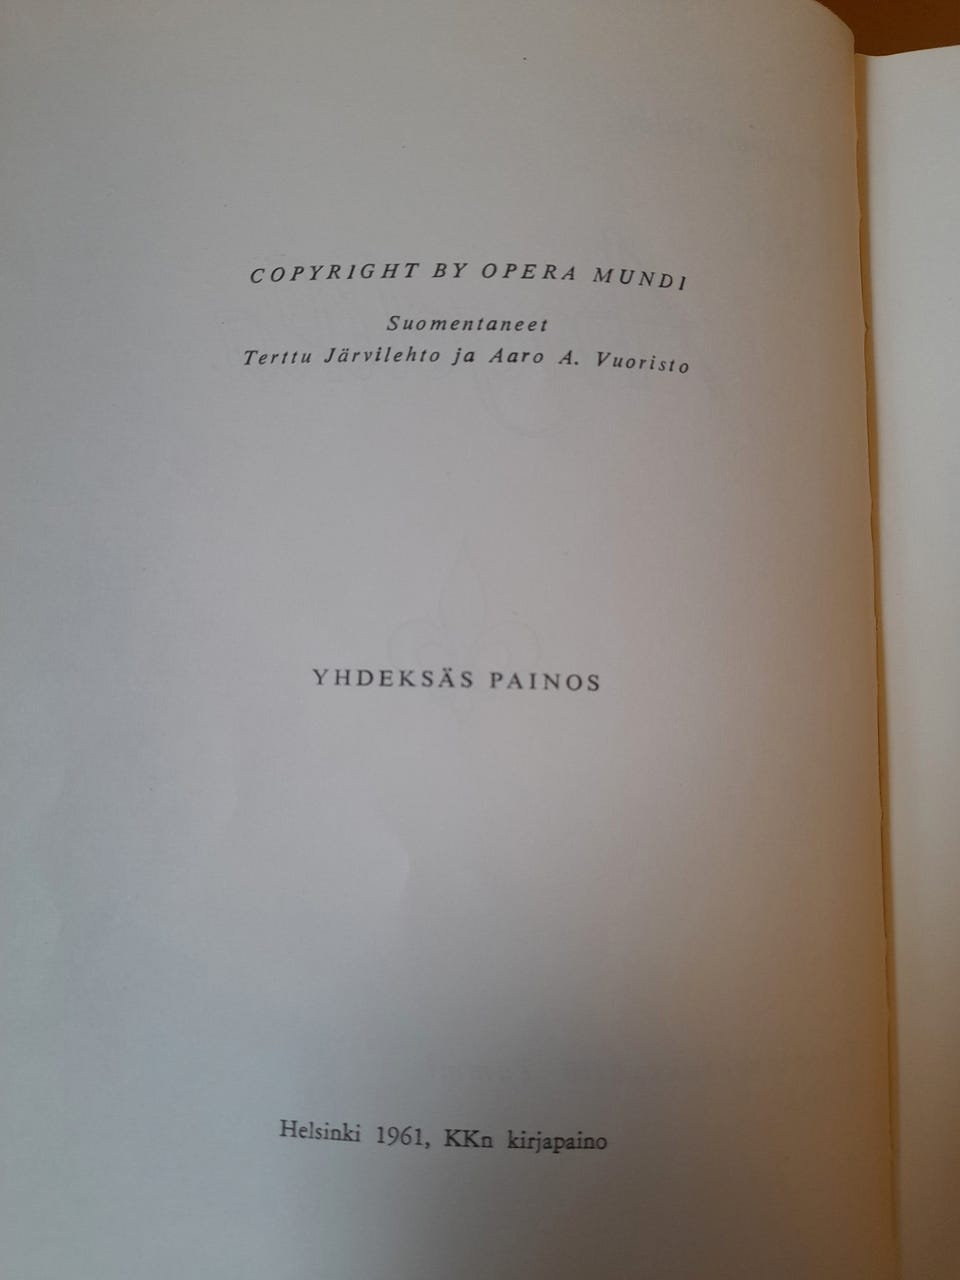 COPYRIGHT BY OPERA MUNDI
Suomentaneet
Terttu Järvilehto ja Aaro A. Vuoristo
YHDEKSÄS PAINOS
Helsinki 1961, KKn kirjapaino